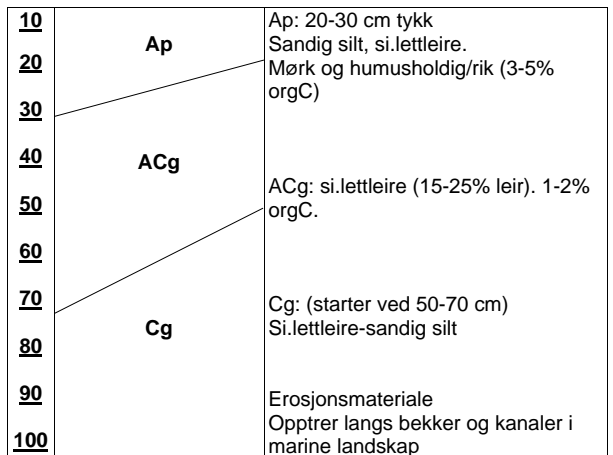 10
20
30
40
50
60
70
80
90
100
Ap
ACg
Cg
Ap: 20-30 cm tykk
Sandig silt, si.lettleire.
Mørk og humusholdig/rik (3-5%
orgC)
ACg: si.lettleire (15-25% leir). 1-2%
orgC.
Cg: (starter ved 50-70 cm)
Si.lettleire-sandig silt
Erosjonsmateriale
Opptrer langs bekker og kanaler i
marine landskap